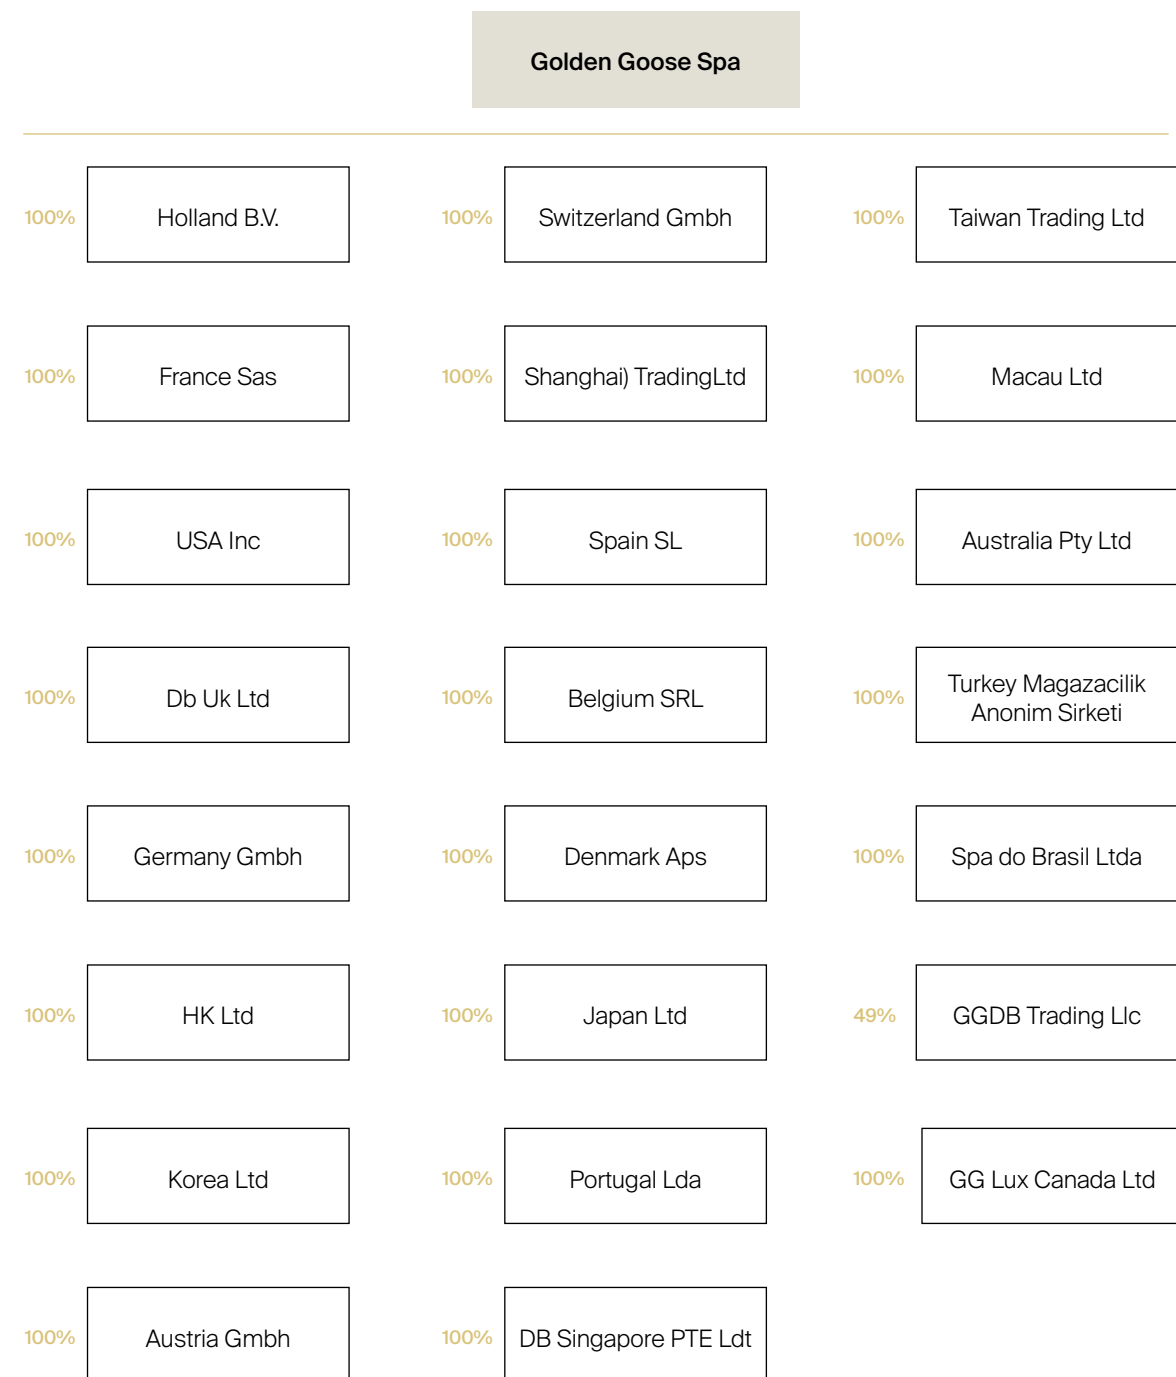 Golden Goose Spa
100% Holland B.V.
100% Switzerland Gmbh
100% Taiwan Trading Ltd
100% France Sas
100% Shanghai) TradingLtd
100% Macau Ltd
100% USA Inc
100% Spain SL
100% Australia Pty Ltd
100% Db Uk Ltd
100% Belgium SRL
100% Turkey Magazacilik
Anonim Sirketi
100% Germany Gmbh
100% Denmark Aps
100% Spa do Brasil Ltda
100% HK Ltd
100% Japan Ltd
49% GGDB Trading Llc
100% Korea Ltd
100% Portugal Lda
100% GG Lux Canada Ltd
100% Austria Gmbh
100% DB Singapore PTE Ldt